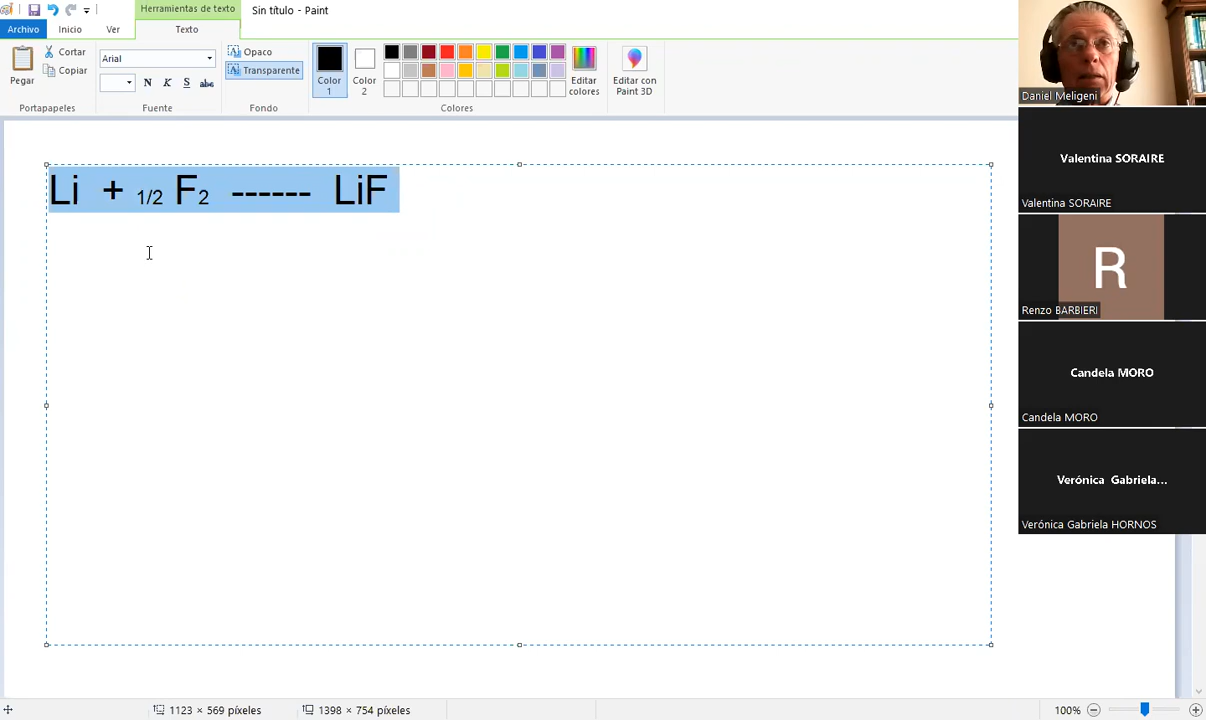 Herramientas de texto
Sin título - Paint
Archivo
Inicio
Ver
Texto
Pegar
Cortar
Copiar
Portapapeles
Arial
N K S abc
Fuente
Opaco
Transparente
Fondo
Color 1
Color 2
Editar colores
Colores
Editar con Paint 3D
Li + 1/2 F2 ------ LiF
Daniel Meligeni
Valentina SORAIRE
Valentina SORAIRE
R
Renzo BARBIERI
Candela MORO
Candela MORO
Verónica Gabriela...
Verónica Gabriela HORNOS
1123 × 569 píxeles
1398 × 754 píxeles
100%